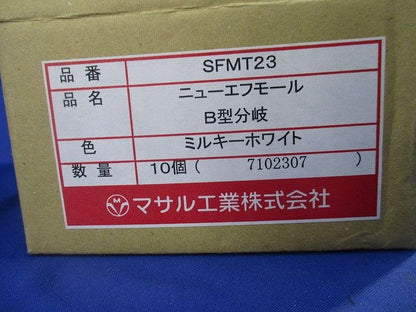 品番 SFMT23
品名 ニューエフモール
B型分岐
色 ミルキーホワイト
数量 10個( 7102307 )
マサル工業株式会社